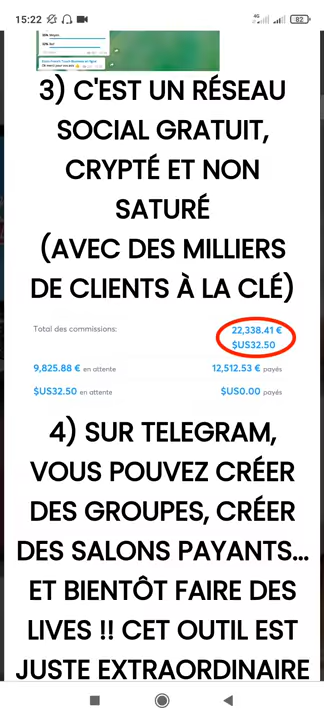 15:22
4G
82
3) C'EST UN RÉSEAU
SOCIAL GRATUIT,
CRYPTÉ ET NON
SATURÉ
(AVEC DES MILLIERS
DE CLIENTS À LA CLÉ)
Total des commissions:
22,338.41 €
$US32.50
9,825.88 € en attente
12,512.53 € payés
$US32.50 en attente
$US0.00 payés
4) SUR TELEGRAM,
VOUS POUVEZ CRÉER
DES GROUPES, CRÉER
DES SALONS PAYANTS...
ET BIENTÔT FAIRE DES
LIVES !! CET OUTIL EST
JUSTE EXTRAORDINAIRE